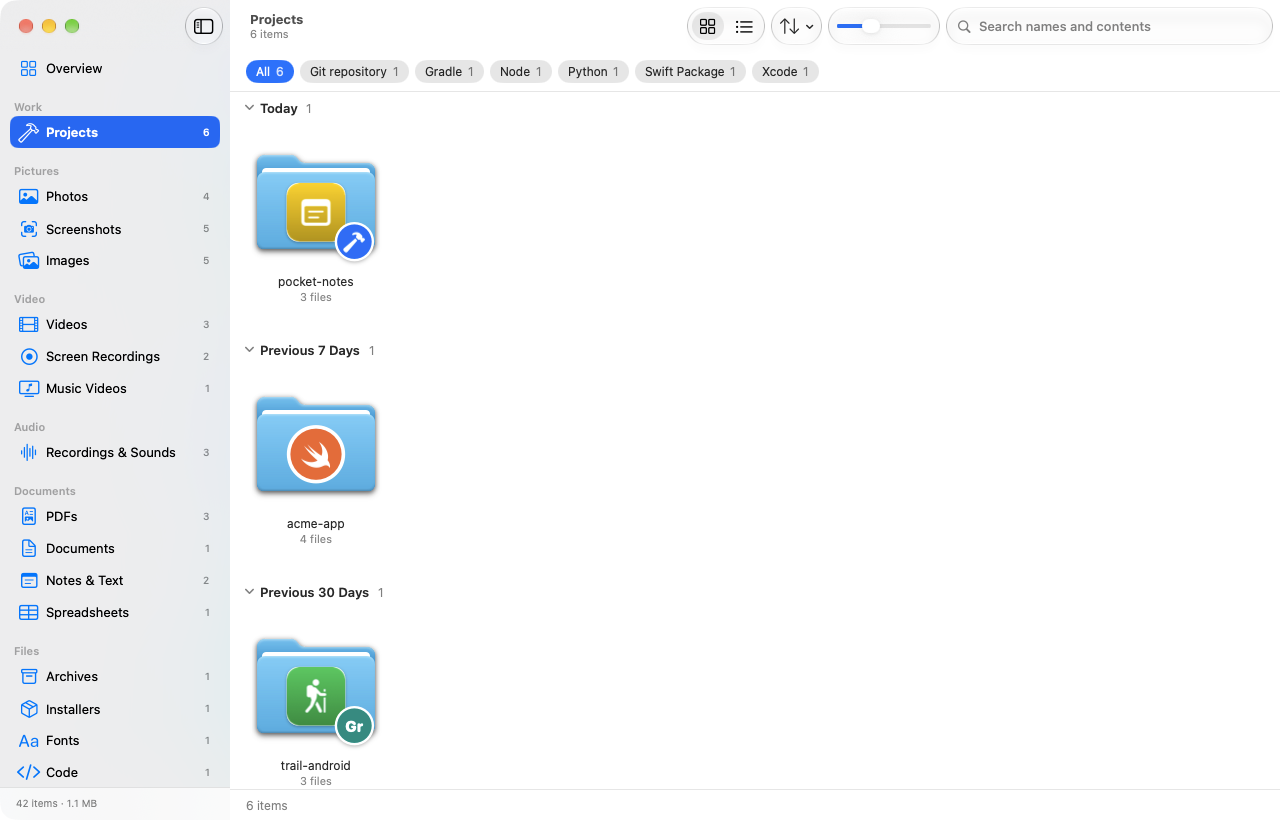 Projects
6 items
Search names and contents
Overview
All 6
Git repository 1
Gradle 1
Node 1
Python 1
Swift Package 1
Xcode 1
Work
Projects 6
Pictures
Photos 4
Screenshots 5
Images 5
Video
Videos 3
Screen Recordings 2
Music Videos 1
Audio
Recordings & Sounds 3
Documents
PDFs 3
Documents 1
Notes & Text 2
Spreadsheets 1
Files
Archives 1
Installers 1
Aa Fonts 1
Code 1
42 items · 1.1 MB
Today 1
pocket-notes
3 files
Previous 7 Days 1
acme-app
4 files
Previous 30 Days 1
Gr
trail-android
3 files
6 items